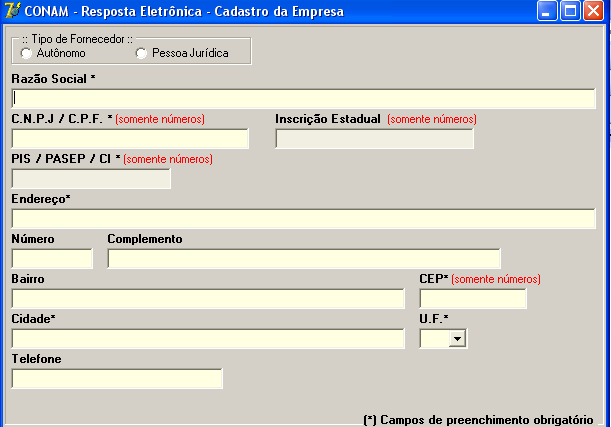 CONAM - Resposta Eletrônica - Cadastro da Empresa
:: Tipo de Fornecedor ::
Autônomo Pessoa Jurídica
Razão Social *
C.N.P.J / C.P.F. * (somente números) Inscrição Estadual (somente números)
PIS / PASEP / CI * (somente números)
Endereço*
Número Complemento
Bairro CEP* (somente números)
Cidade* U.F.*
Telefone
(*) Campos de preenchimento obrigatório